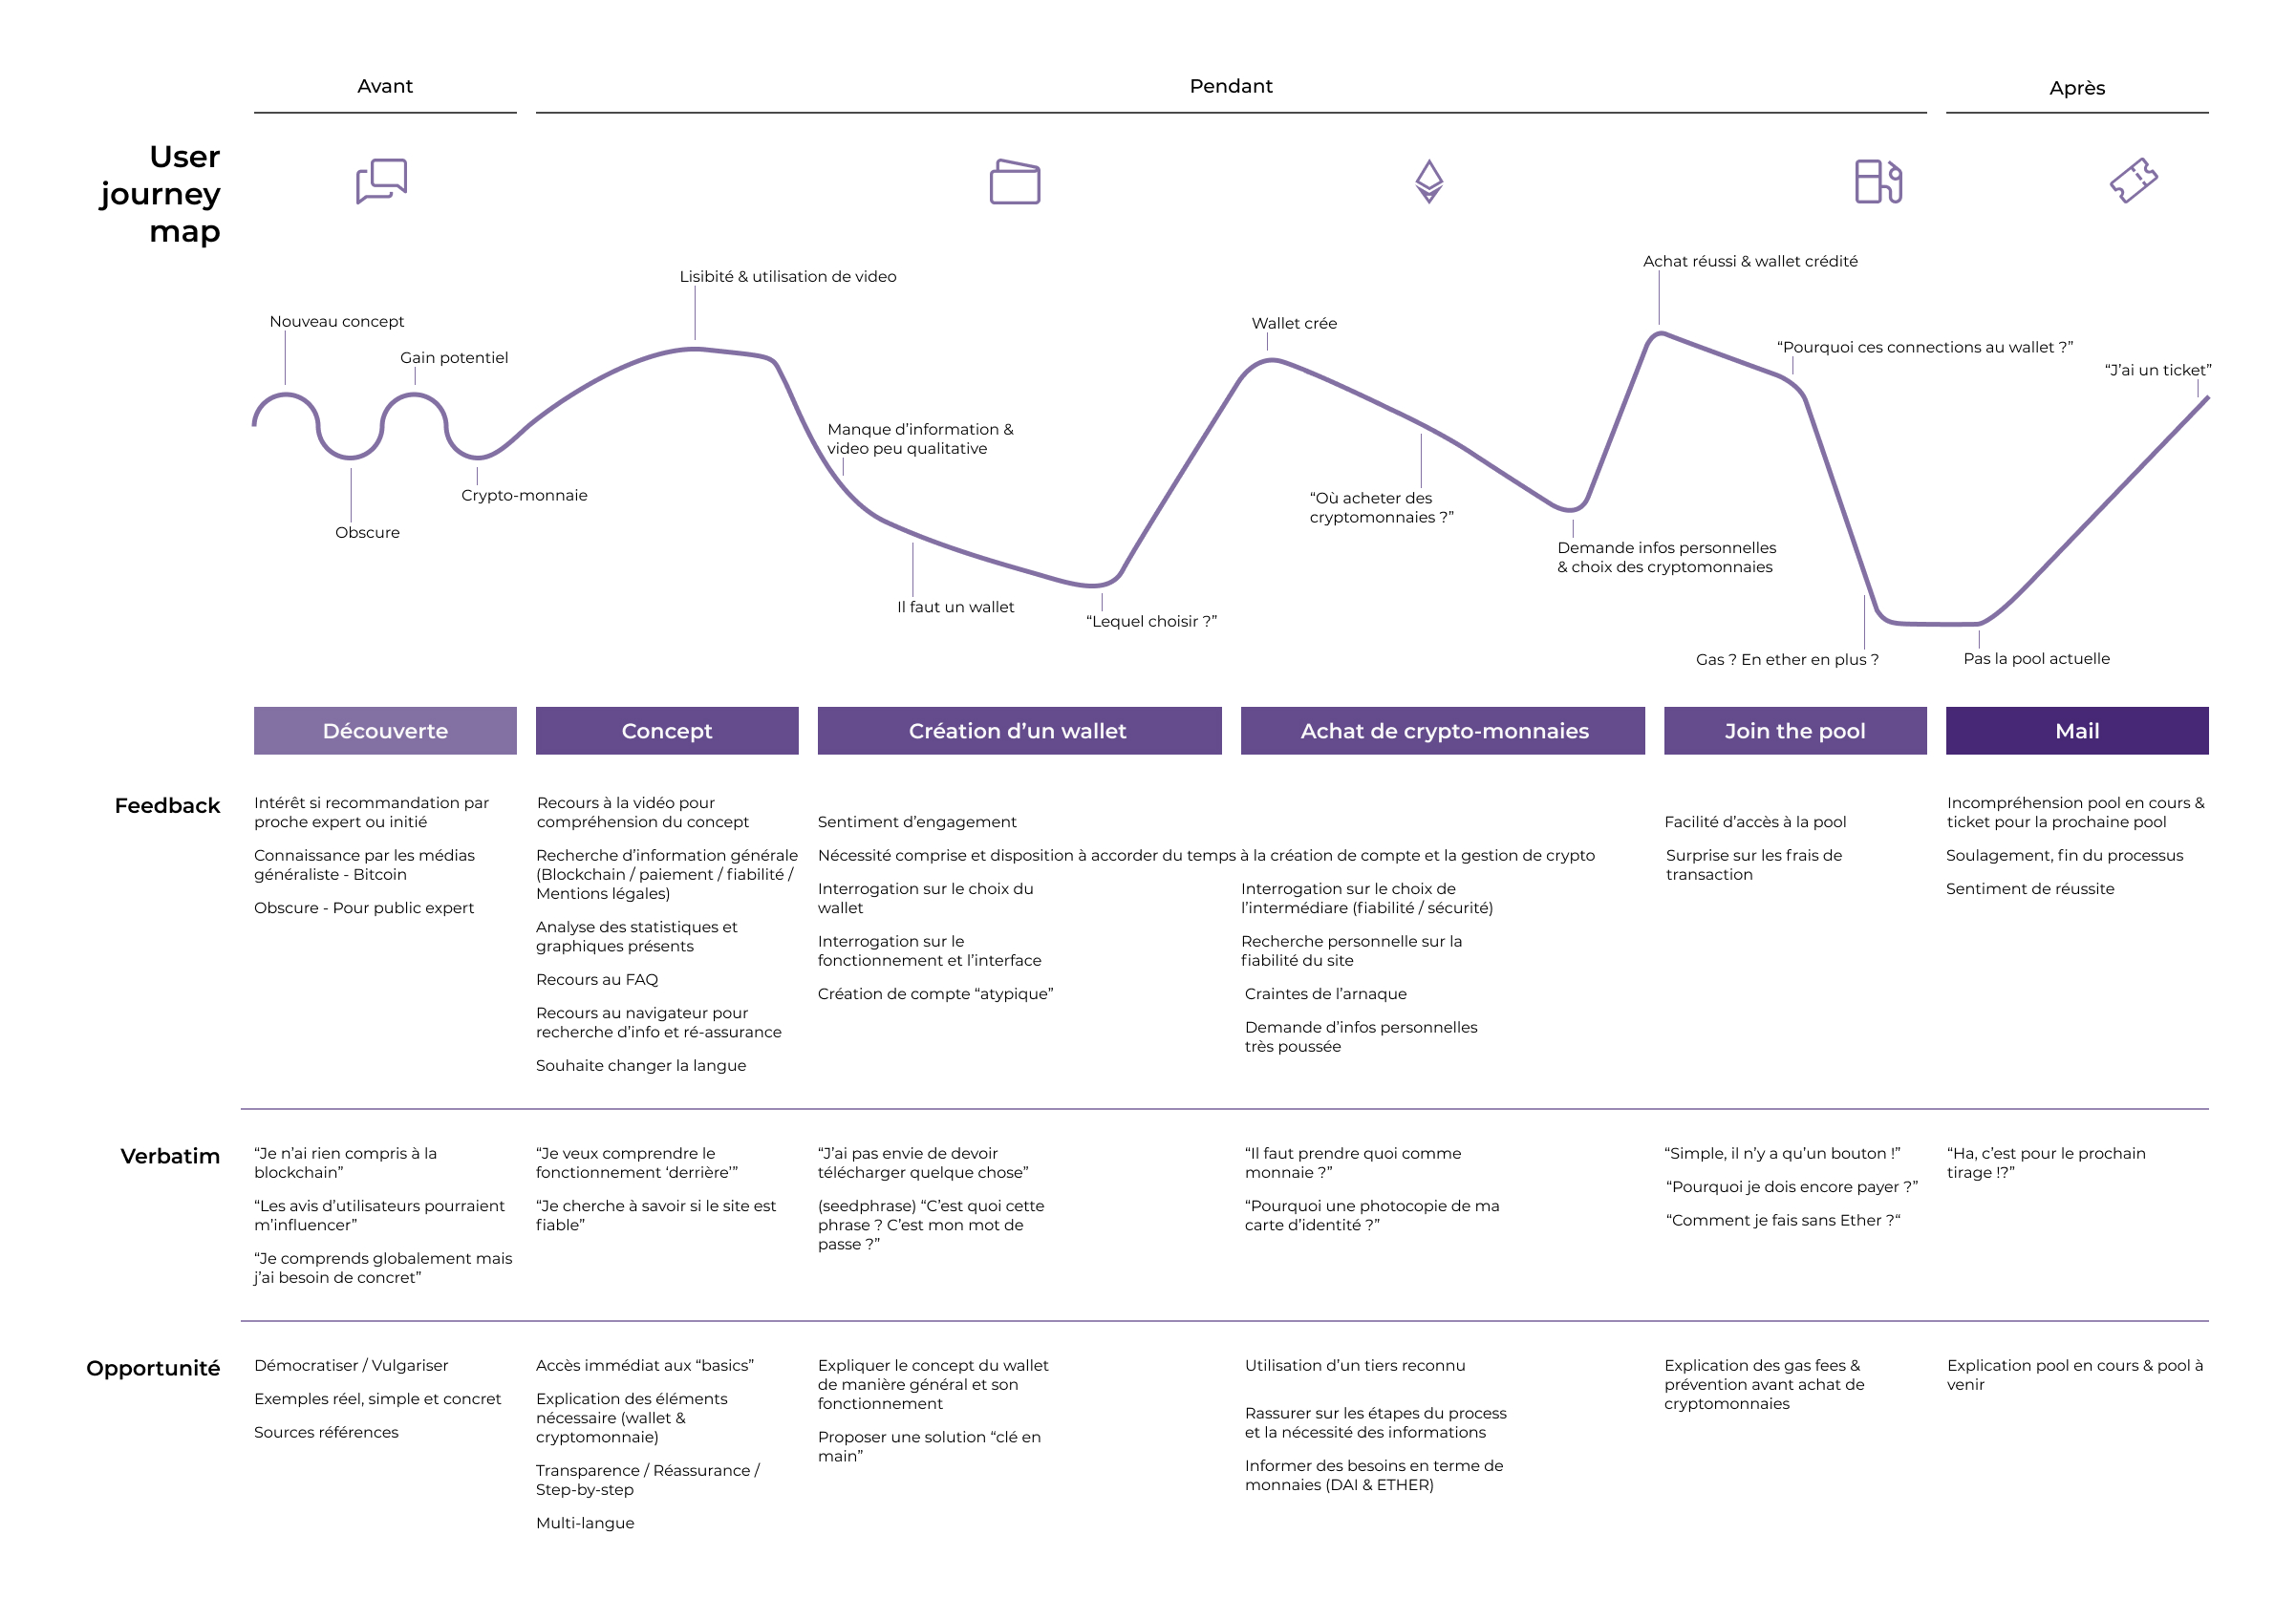 Avant
Pendant
Après
User
journey
map
Nouveau concept
Gain potentiel
Obscure
Crypto-monnaie
Lisibité & utilisation de video
Manque d’information &
video peu qualitative
Il faut un wallet
“Lequel choisir ?”
Wallet crée
“Où acheter des
cryptomonnaies ?”
Demande infos personnelles
& choix des cryptomonnaies
Achat réussi & wallet crédité
“Pourquoi ces connections au wallet ?”
Gas ? En ether en plus ?
Pas la pool actuelle
“J’ai un ticket”
Découverte
Concept
Création d’un wallet
Achat de crypto-monnaies
Join the pool
Mail
Feedback
Intérêt si recommandation par
proche expert ou initié
Connaissance par les médias
généraliste - Bitcoin
Obscure - Pour public expert
Recours à la vidéo pour
compréhension du concept
Recherche d’information générale
(Blockchain / paiement / fiabilité /
Mentions légales)
Analyse des statistiques et
graphiques présents
Recours au FAQ
Recours au navigateur pour
recherche d’info et ré-assurance
Souhaite changer la langue
Sentiment d’engagement
Nécessité comprise et disposition à accorder du temps à la création de compte et la gestion de crypto
Interrogation sur le choix du
wallet
Interrogation sur le
fonctionnement et l’interface
Création de compte “atypique”
Interrogation sur le choix de
l’intermédiare (fiabilité / sécurité)
Recherche personnelle sur la
fiabilité du site
Craintes de l’arnaque
Demande d’infos personnelles
très poussée
Facilité d’accès à la pool
Surprise sur les frais de
transaction
Incompréhension pool en cours &
ticket pour la prochaine pool
Soulagement, fin du processus
Sentiment de réussite
Verbatim
“Je n’ai rien compris à la
blockchain”
“Les avis d’utilisateurs pourraient
m’influencer”
“Je comprends globalement mais
j’ai besoin de concret”
“Je veux comprendre le
fonctionnement ‘derrière’”
“Je cherche à savoir si le site est
fiable”
“J’ai pas envie de devoir
télécharger quelque chose”
(seedphrase) “C’est quoi cette
phrase ? C’est mon mot de
passe ?”
“Il faut prendre quoi comme
monnaie ?”
“Pourquoi une photocopie de ma
carte d’identité ?”
“Simple, il n’y a qu’un bouton !”
“Pourquoi je dois encore payer ?”
“Comment je fais sans Ether ?“
“Ha, c’est pour le prochain
tirage !?”
Opportunité
Démocratiser / Vulgariser
Exemples réel, simple et concret
Sources références
Accès immédiat aux “basics”
Explication des éléments
nécessaire (wallet &
cryptomonnaie)
Transparence / Réassurance /
Step-by-step
Multi-langue
Expliquer le concept du wallet
de manière général et son
fonctionnement
Proposer une solution “clé en
main”
Utilisation d’un tiers reconnu
Rassurer sur les étapes du process
et la nécessité des informations
Informer des besoins en terme de
monnaies (DAI & ETHER)
Explication des gas fees &
prévention avant achat de
cryptomonnaies
Explication pool en cours & pool à
venir